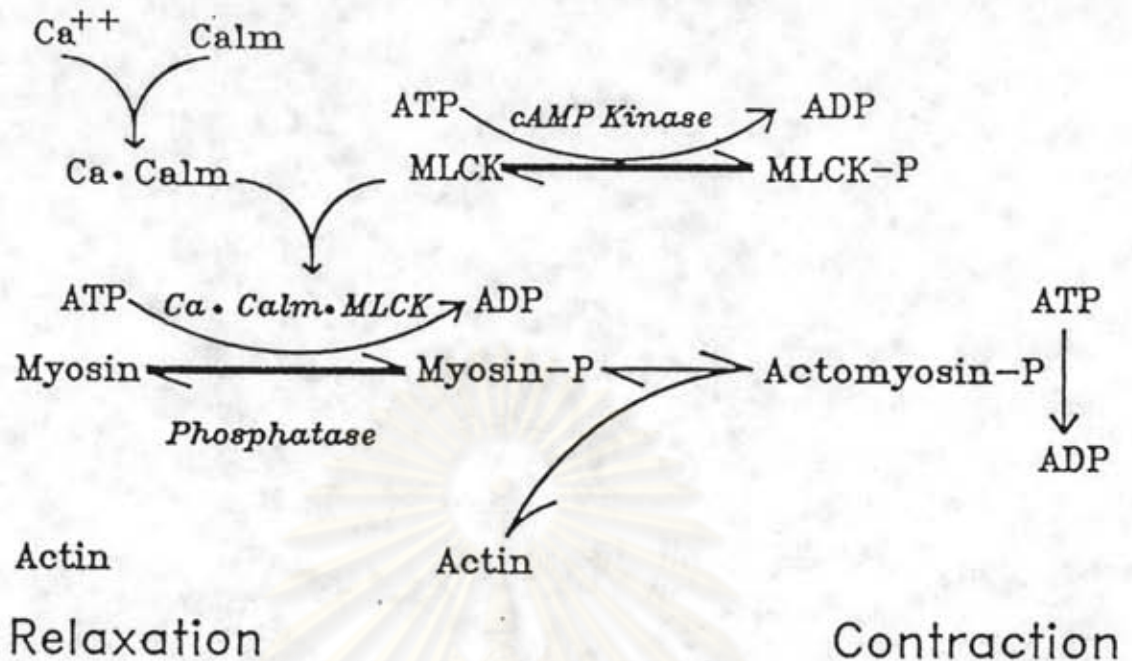 Ca++ Calm
ATP cAMP Kinase ADP
Ca • Calm MLCK MLCK-P
ATP Ca • Calm • MLCK ADP ATP
Myosin Myosin-P Actomyosin-P
Phosphatase
ADP
Actin Actin
Relaxation Contraction